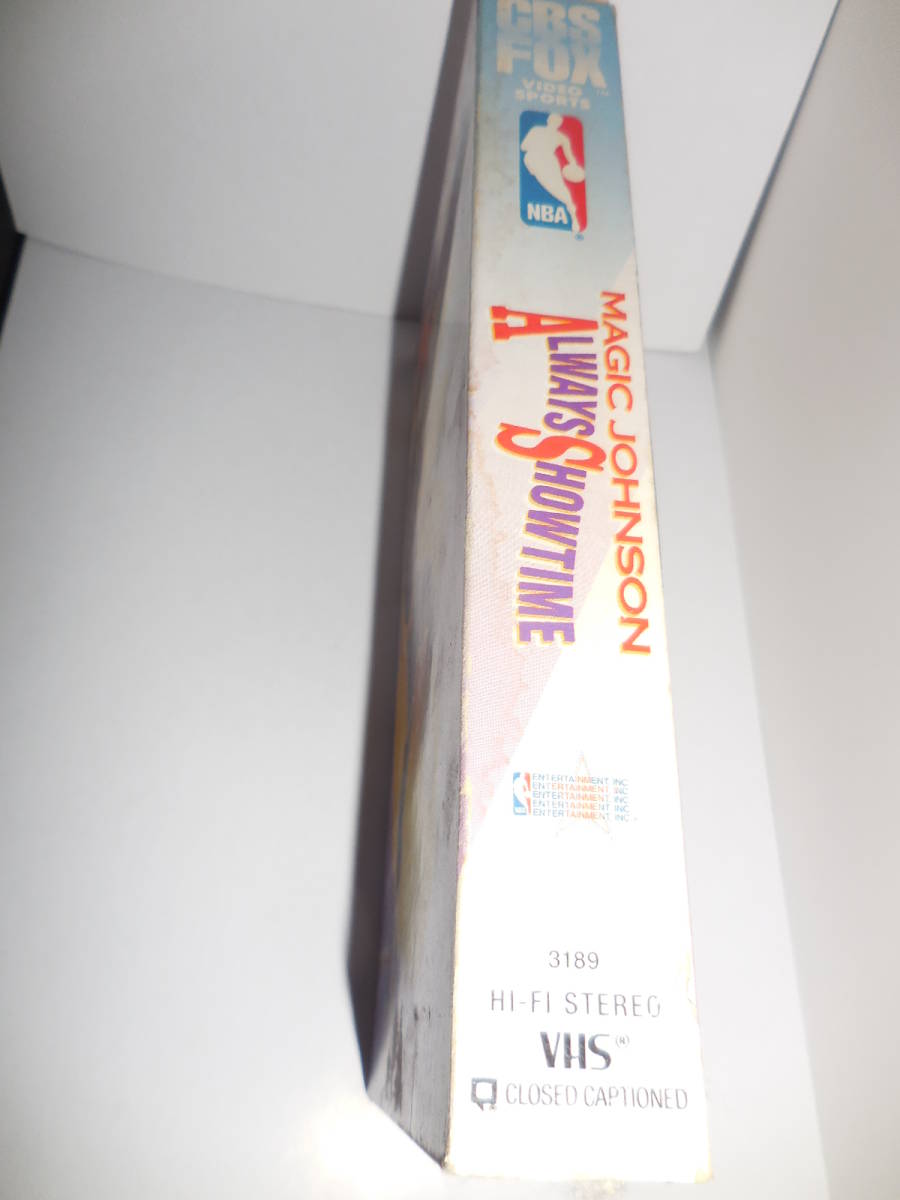 CBS
FOX
VIDEO
SPORTS™
NBA
®
MAGIC JOHNSON
ALWAYS SHOWTIME
ENTERTAINMENT, INC
ENTERTAINMENT, INC
ENTERTAINMENT, INC
ENTERTAINMENT, INC
ENTERTAINMENT, INC.
3189
HI-FI STEREO
VHS®
CLOSED CAPTIONED